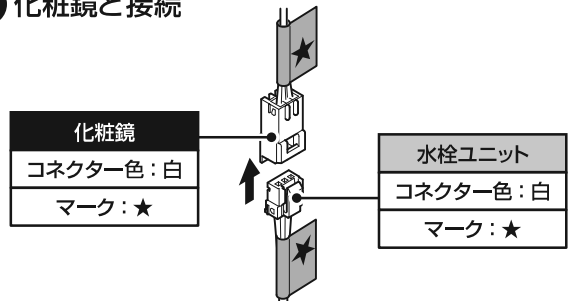 化粧鏡と接続
化粧鏡
コネクター色：白
マーク：★
水栓ユニット
コネクター色：白
マーク：★